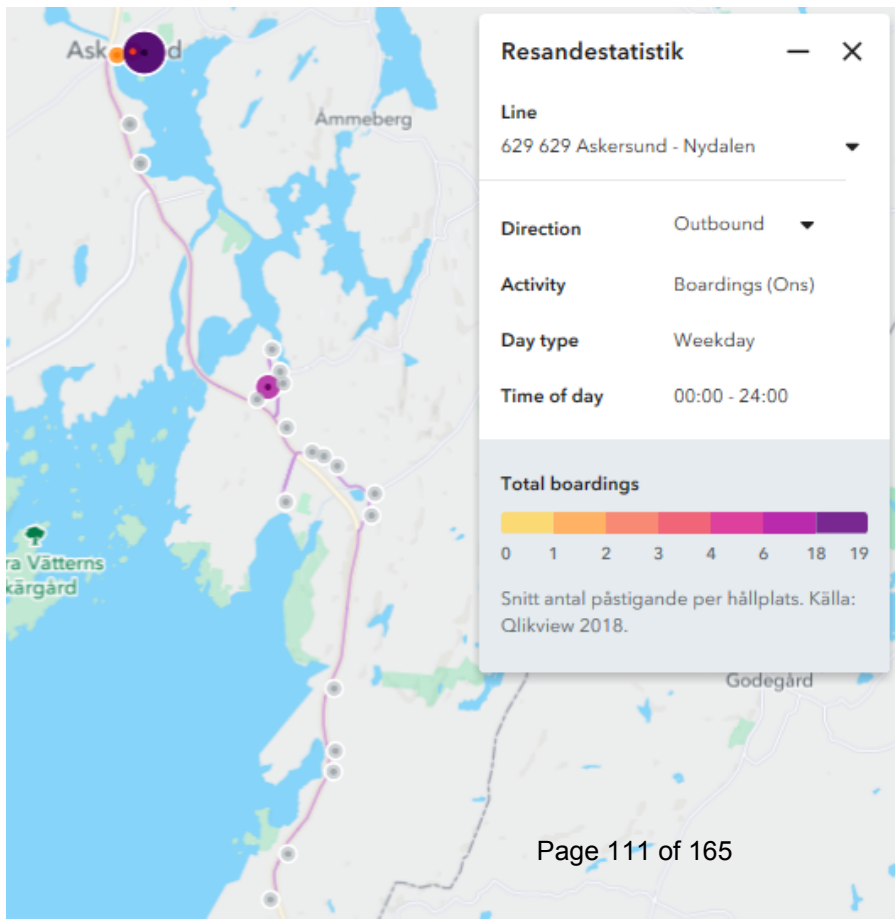 Askersund
Åmmeberg
ra Vätterns
kärgård
Godegård
Resandestatistik
Line
629 629 Askersund - Nydalen
Direction Outbound
Activity Boardings (Ons)
Day type Weekday
Time of day 00:00 - 24:00
Total boardings
0 1 2 3 4 6 18 19
Snitt antal påstigande per hållplats. Källa:
Qlikview 2018.
Page 111 of 165